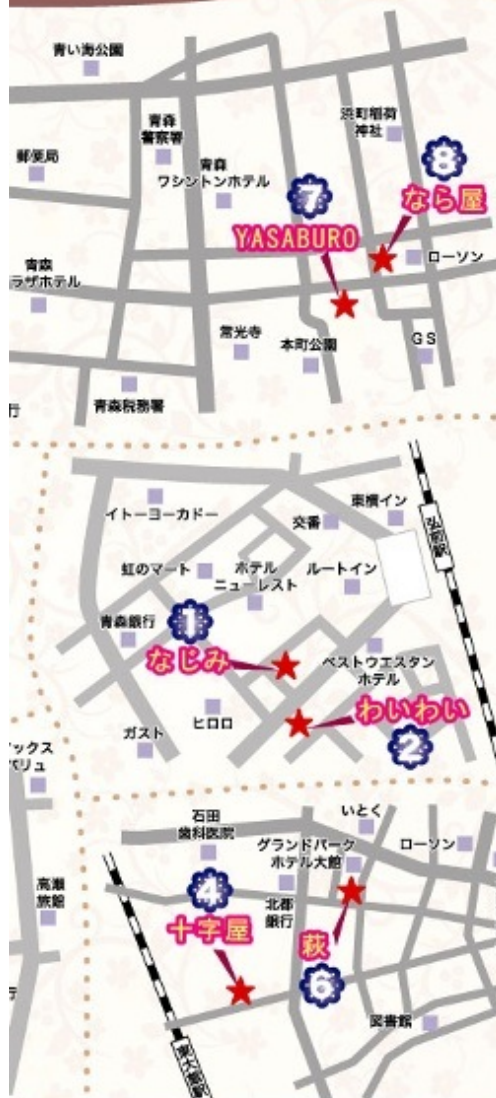 青い海公園
青森
警察署
浜町稲荷
神社
郵便局
青森
ワシントンホテル
8
なら屋
7
YASABURO
ローソン
青森
ラザホテル
常光寺
本町公園
GS
青森税務署
行
イトーヨーカドー
東横イン
交番
弘前駅
虹のマート
ホテル
ニューレスト
ルートイン
1
青森銀行
なじみ
ベストウエスタン
ホテル
わいわい
ヒロロ
ガスト
2
ックス
バリュ
石田
歯科医院
いとく
グランドパーク
ホテル大館
ローソン
高瀬
旅館
4
十字屋
北都
銀行
萩
6
行
図書館